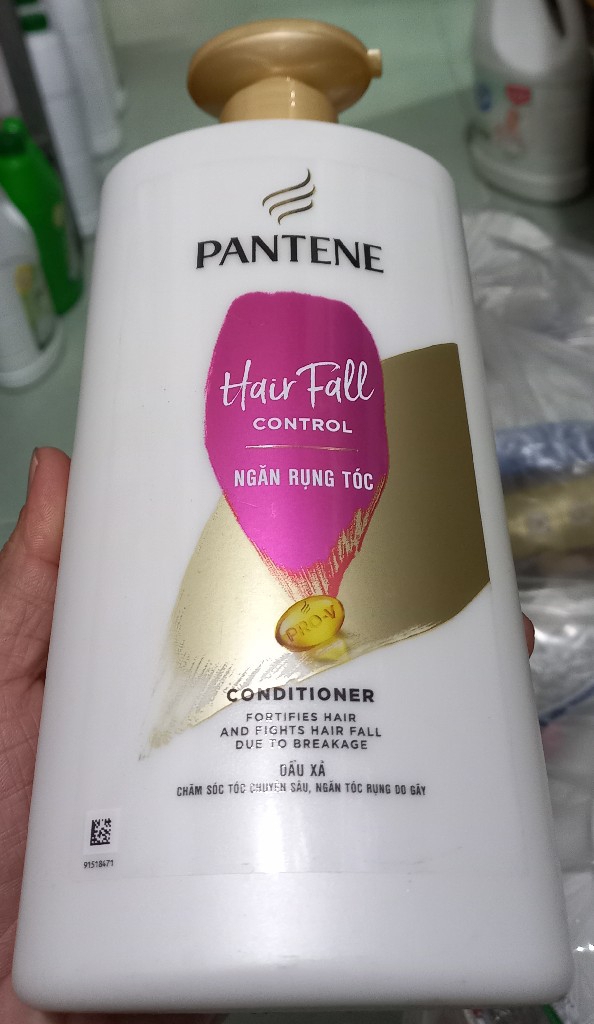 PANTENE
Hair Fall
CONTROL
NGĂN RỤNG TÓC
PRO-V
CONDITIONER
FORTIFIES HAIR
AND FIGHTS HAIR FALL
DUE TO BREAKAGE
DẦU XẢ
CHĂM SÓC TÓC CHUYÊN SÂU, NGĂN TÓC RỤNG DO GÃY
91518471